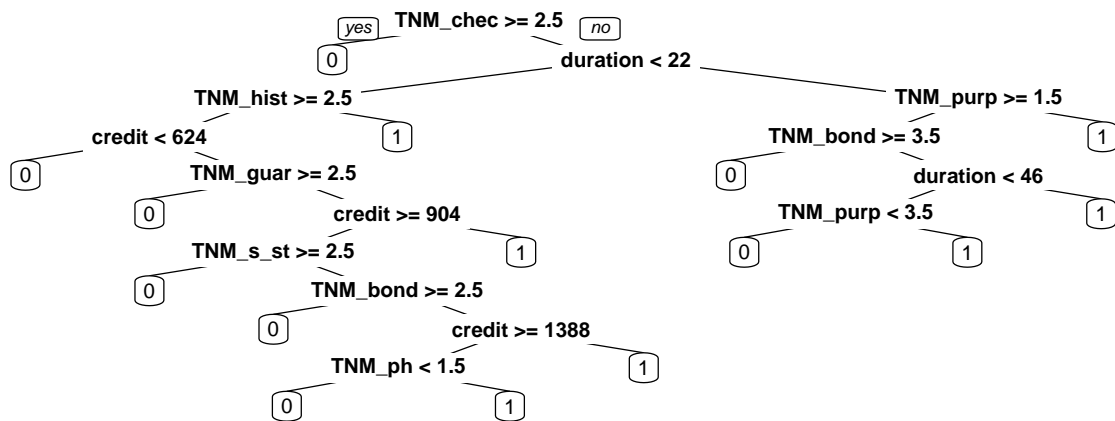 yes TNM_chec >= 2.5 no
0 duration < 22
TNM_hist >= 2.5 TNM_purp >= 1.5
credit < 624 1 TNM_bond >= 3.5 1
0 TNM_guar >= 2.5 0 duration < 46
0 credit >= 904 TNM_purp < 3.5 1
TNM_s_st >= 2.5 1 0 1
0 TNM_bond >= 2.5
0 credit >= 1388
TNM_ph < 1.5 1
0 1